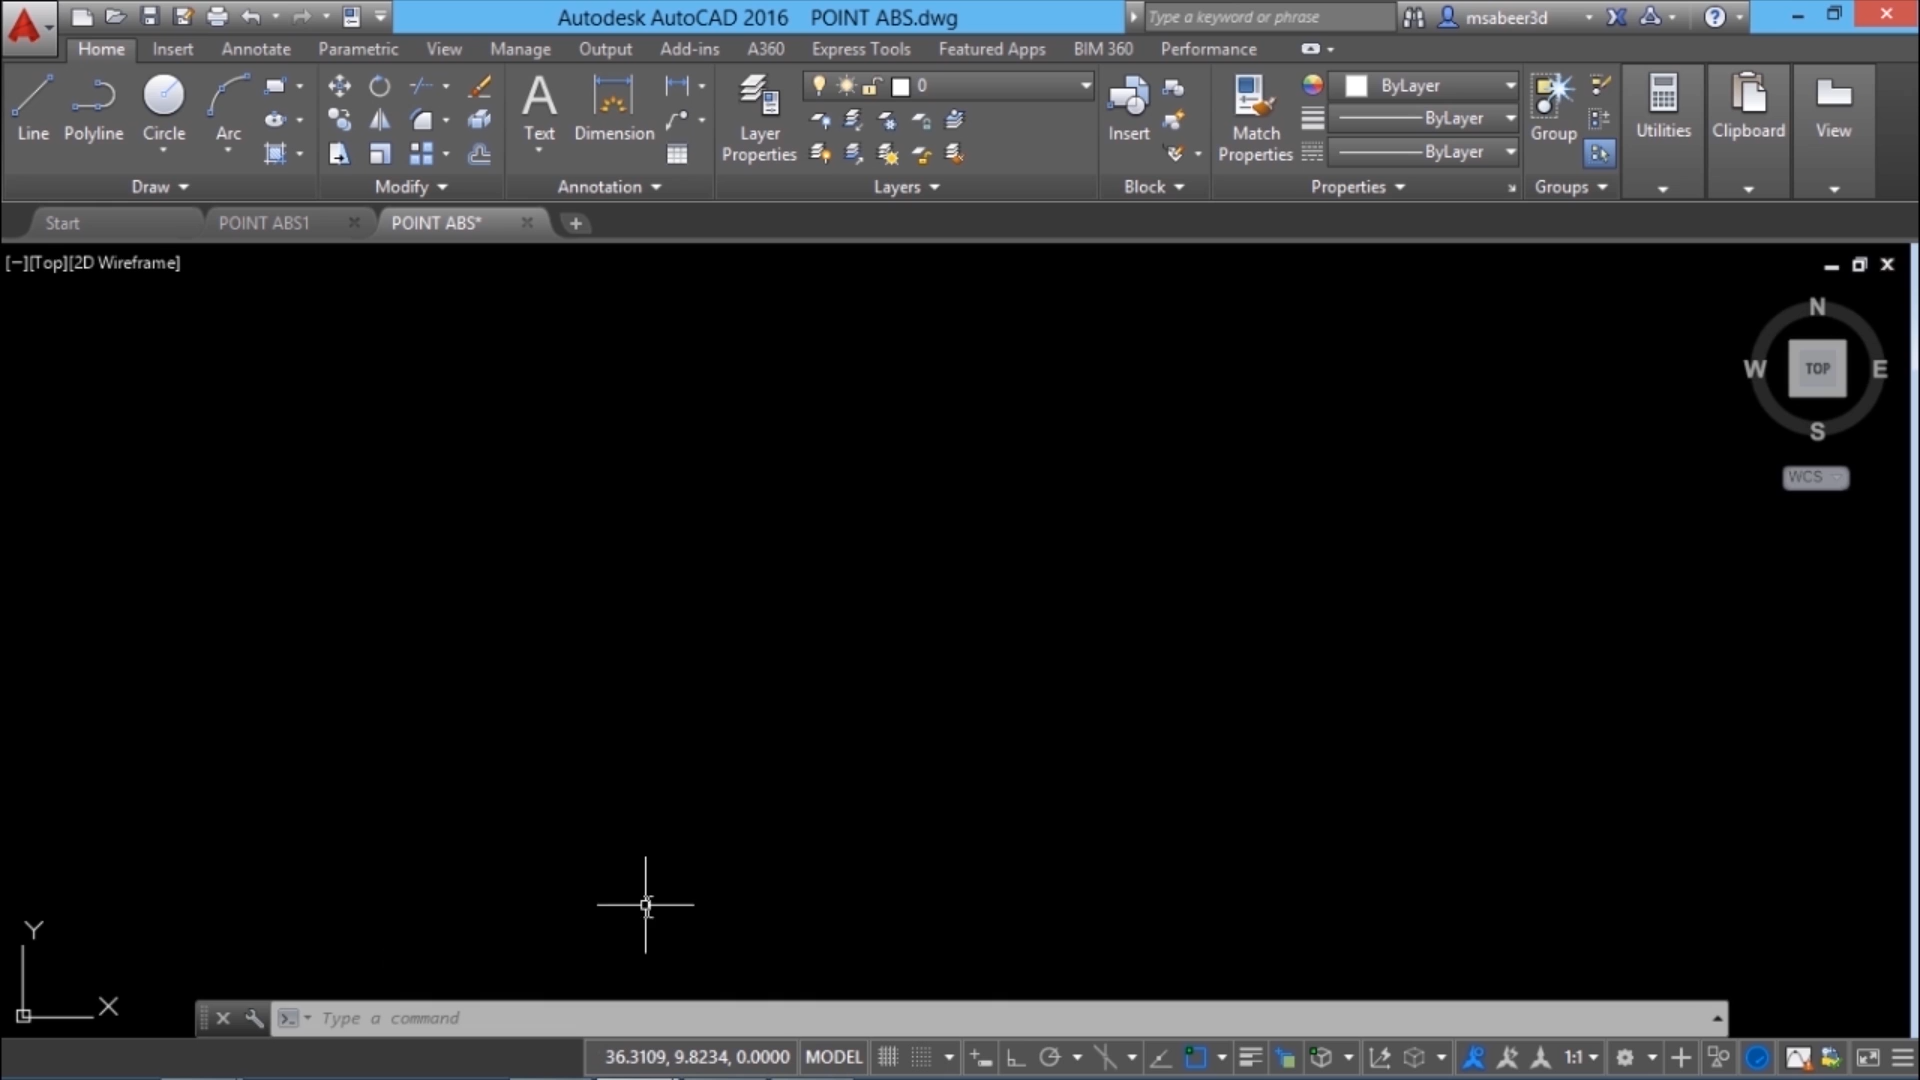 Autodesk AutoCAD 2016 POINT ABS.dwg
Type a keyword or phrase
msabeer3d
Home Insert Annotate Parametric View Manage Output Add-ins A360 Express Tools Featured Apps BIM 360 Performance
0
ByLayer
ByLayer
ByLayer
Line Polyline Circle Arc
Text Dimension
Layer Properties
Insert
Match Properties
Group
Utilities Clipboard View
Draw Modify Annotation Layers Block Properties Groups
Start POINT ABS1 POINT ABS*
[−][Top][2D Wireframe]
N
W TOP E
S
WCS
Y
X
Type a command
36.3109, 9.8234, 0.0000 MODEL 1:1